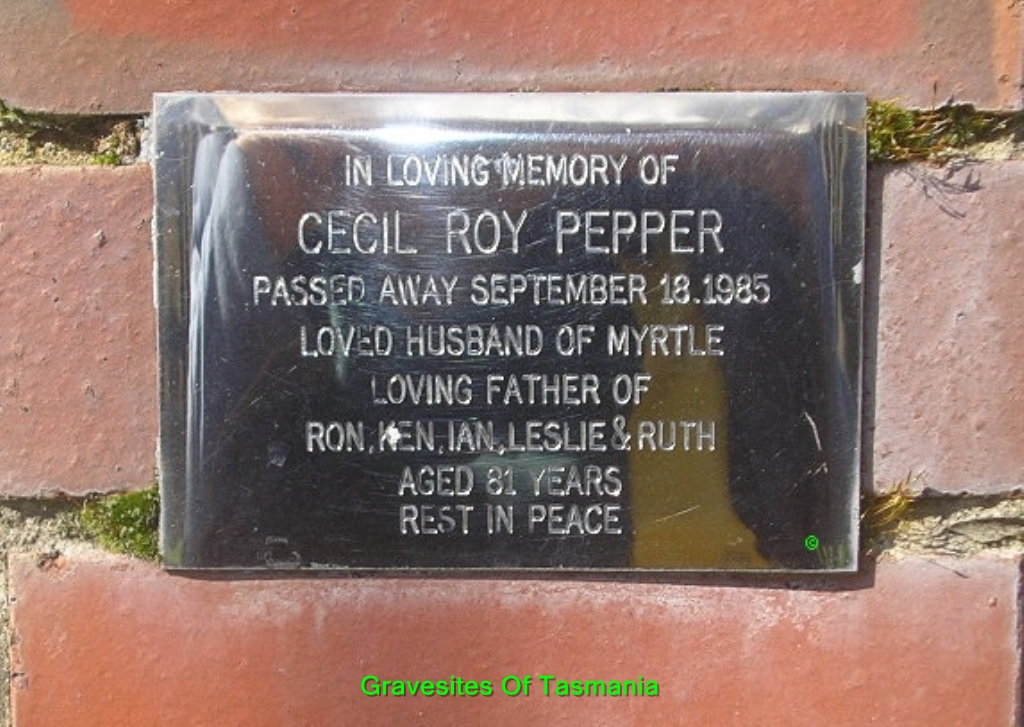 IN LOVING MEMORY OF
CECIL ROY PEPPER
PASSED AWAY SEPTEMBER 18.1985
LOVED HUSBAND OF MYRTLE
LOVING FATHER OF
RON, KEN, IAN, LESLIE & RUTH
AGED 81 YEARS
REST IN PEACE
©
Gravesites Of Tasmania